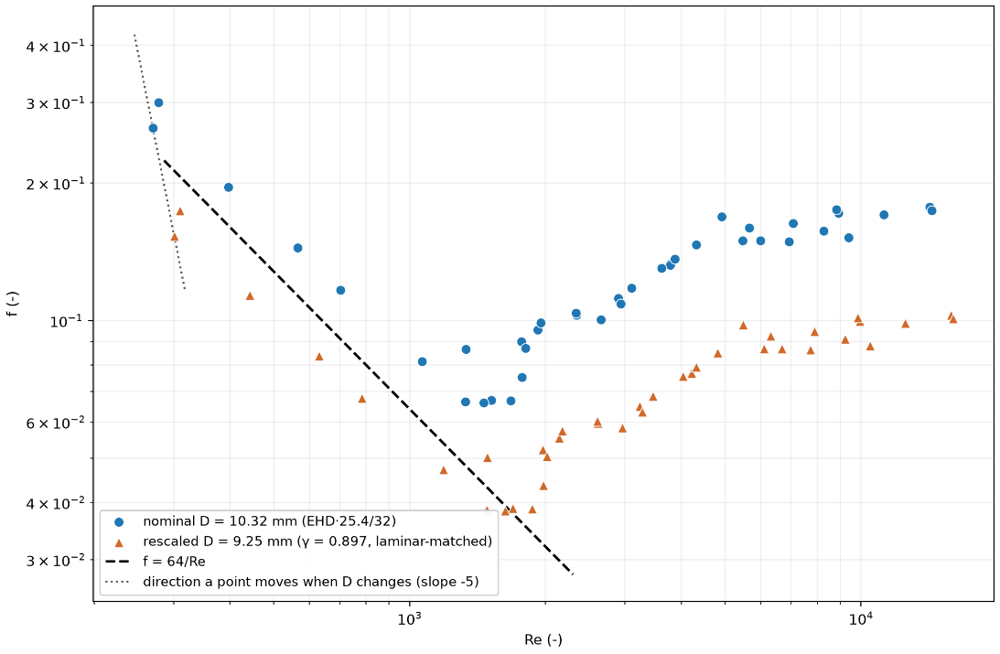 4 × 10⁻¹
3 × 10⁻¹
2 × 10⁻¹
10⁻¹
6 × 10⁻²
4 × 10⁻²
3 × 10⁻²
f (-)
nominal D = 10.32 mm (EHD·25.4/32)
rescaled D = 9.25 mm (γ = 0.897, laminar-matched)
f = 64/Re
direction a point moves when D changes (slope -5)
10³
10⁴
Re (-)